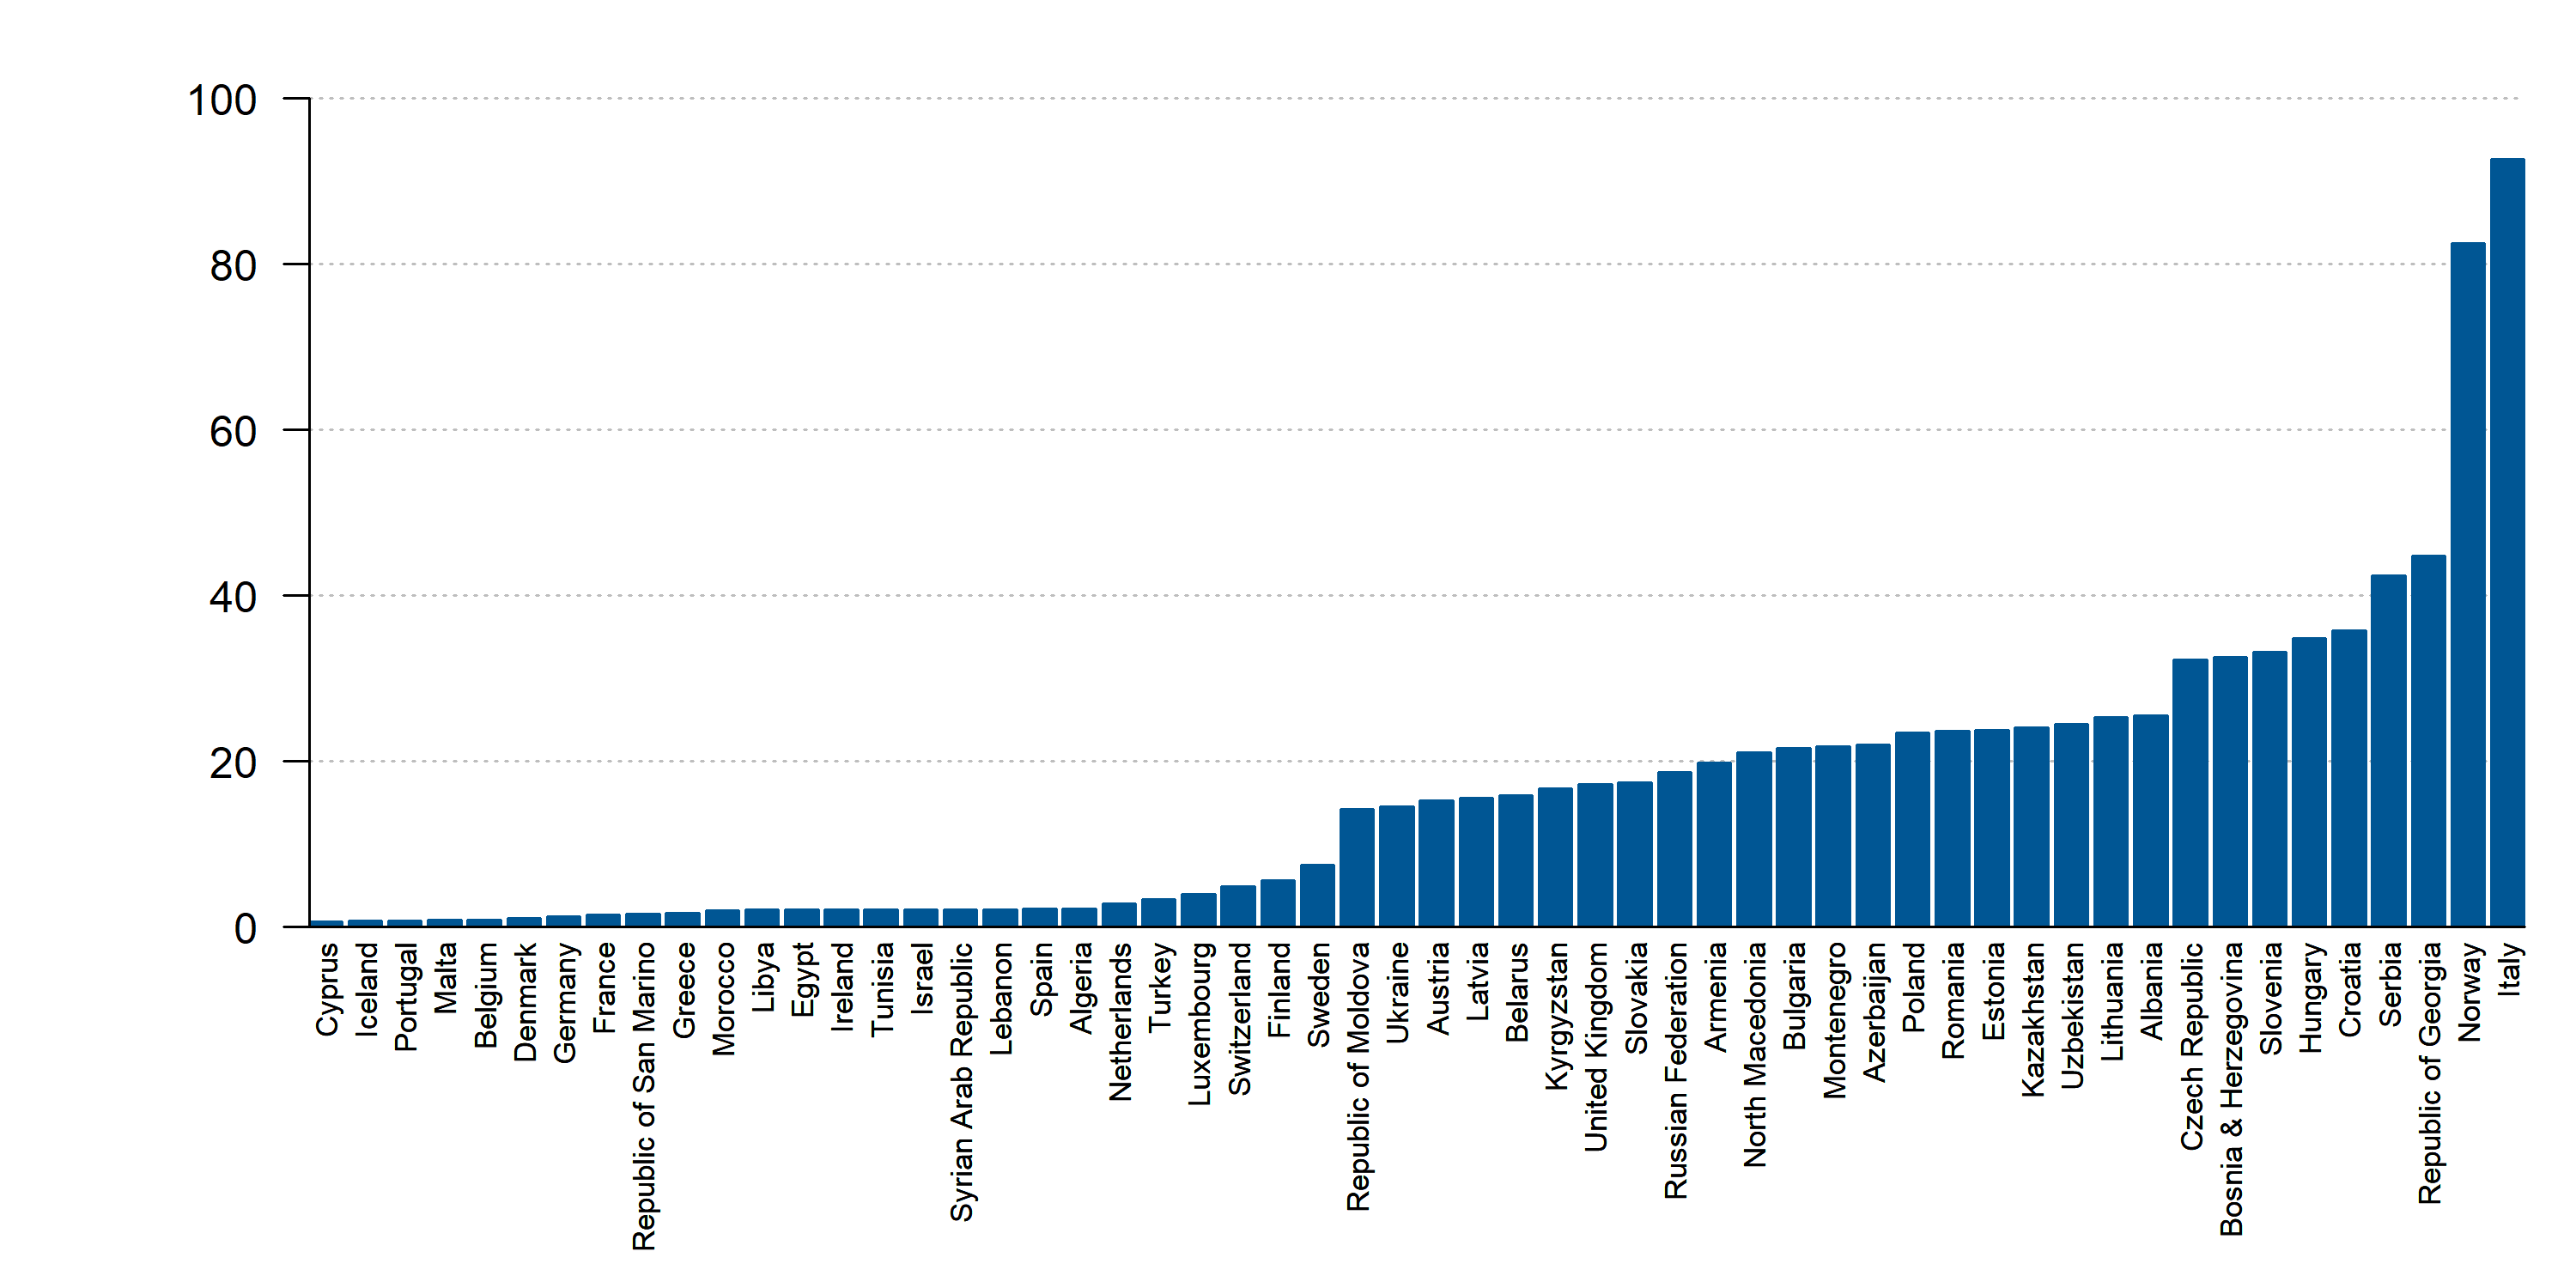 100
80
60
40
20
0
Cyprus
Iceland
Portugal
Malta
Belgium
Denmark
Germany
France
Republic of San Marino
Greece
Morocco
Libya
Egypt
Ireland
Tunisia
Israel
Syrian Arab Republic
Lebanon
Spain
Algeria
Netherlands
Turkey
Luxembourg
Switzerland
Finland
Sweden
Republic of Moldova
Ukraine
Austria
Latvia
Belarus
Kyrgyzstan
United Kingdom
Slovakia
Russian Federation
Armenia
North Macedonia
Bulgaria
Montenegro
Azerbaijan
Poland
Romania
Estonia
Kazakhstan
Uzbekistan
Lithuania
Albania
Czech Republic
Bosnia & Herzegovina
Slovenia
Hungary
Croatia
Serbia
Republic of Georgia
Norway
Italy